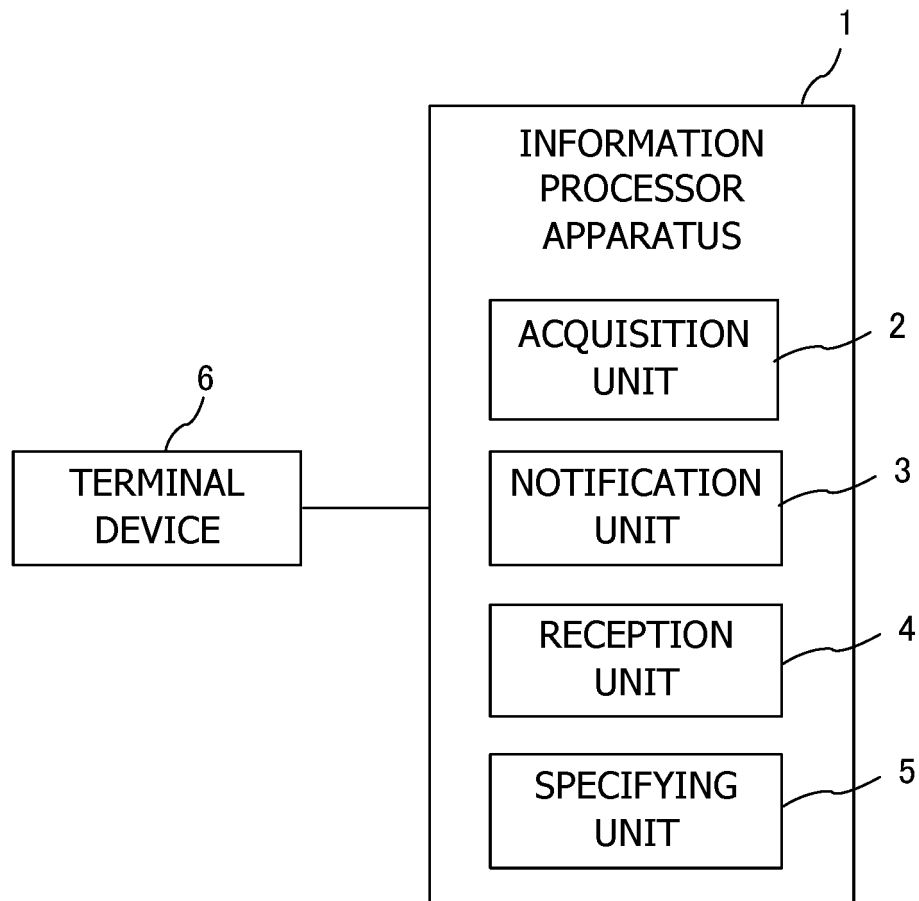 1
INFORMATION
PROCESSOR
APPARATUS
ACQUISITION
UNIT
2
6
TERMINAL
DEVICE
NOTIFICATION
UNIT
3
RECEPTION
UNIT
4
SPECIFYING
UNIT
5